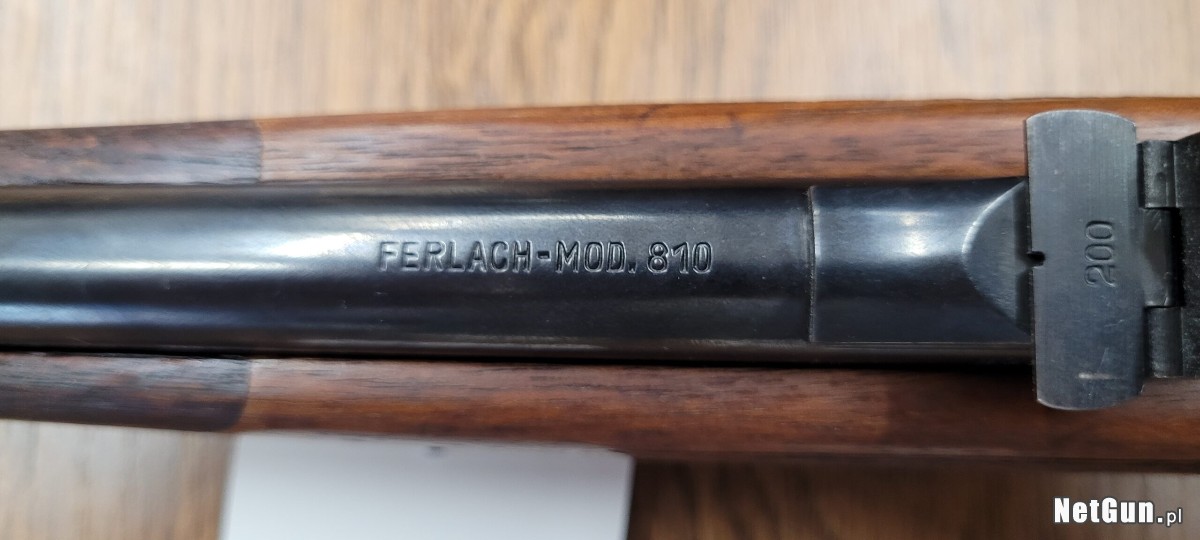 FERLACH-MOD. 810
200
NetGun.pl